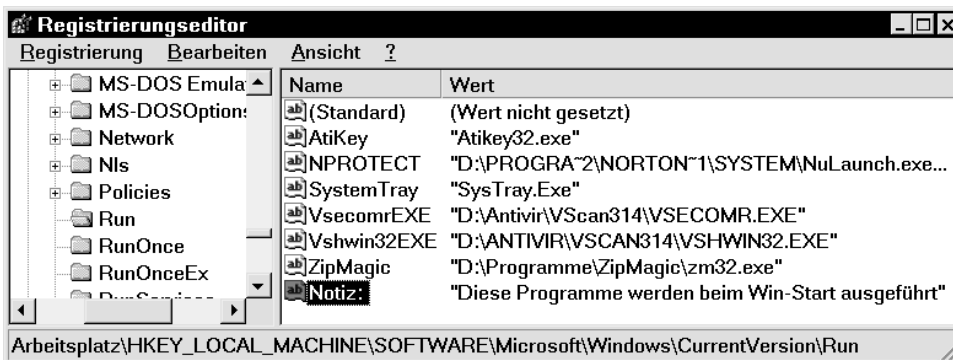 Registrierungseditor
Registrierung Bearbeiten Ansicht ?
MS-DOS Emula
MS-DOSOptions
Network
Nls
Policies
Run
RunOnce
RunOnceEx
Name Wert
(Standard) (Wert nicht gesetzt)
AtiKey "Atikey32.exe"
NPROTECT "D:\PROGRA~2\NORTON~1\SYSTEM\NuLaunch.exe...
SystemTray "SysTray.Exe"
VsecomrEXE "D:\Antivir\VScan314\VSECOMR.EXE"
Vshwin32EXE "D:\ANTIVIR\VSCAN314\VSHWIN32.EXE"
ZipMagic "D:\Programme\ZipMagic\zm32.exe"
Notiz: "Diese Programme werden beim Win-Start ausgeführt"
Arbeitsplatz\HKEY_LOCAL_MACHINE\SOFTWARE\Microsoft\Windows\CurrentVersion\Run